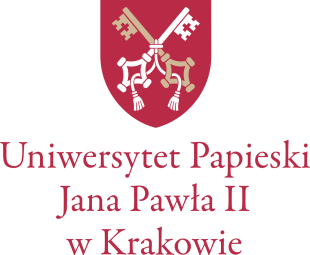 Uniwersytet Papieski
Jana Pawła II
w Krakowie